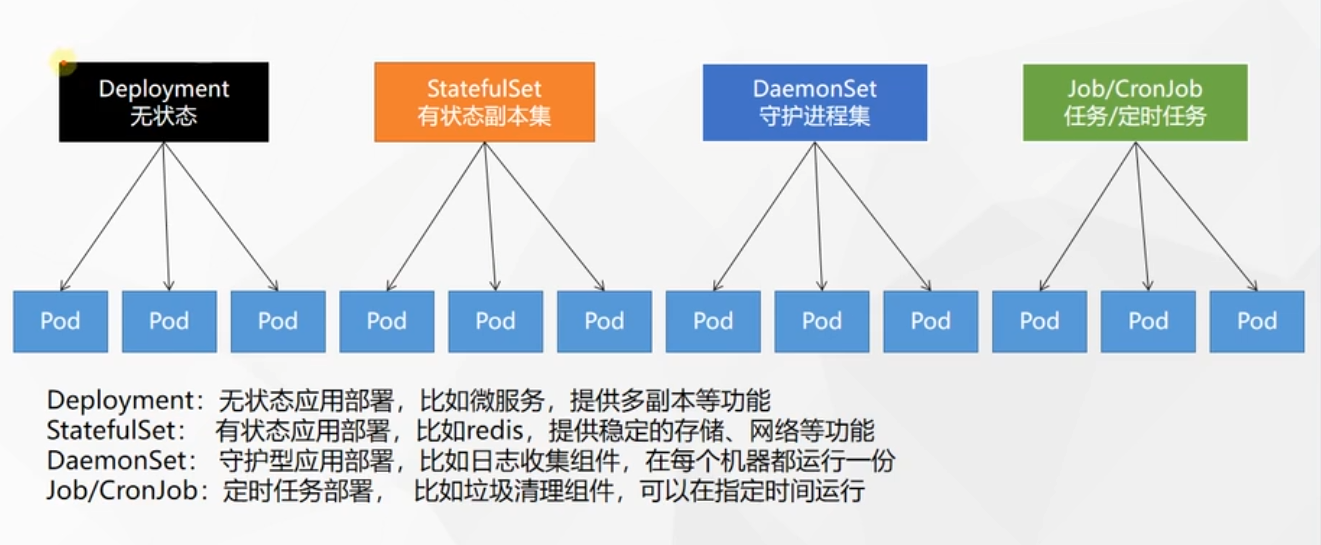 Deployment
无状态
StatefulSet
有状态副本集
DaemonSet
守护进程集
Job/CronJob
任务/定时任务
Pod
Pod
Pod
Pod
Pod
Pod
Pod
Pod
Pod
Pod
Pod
Pod
Deployment：无状态应用部署，比如微服务，提供多副本等功能
StatefulSet： 有状态应用部署，比如redis，提供稳定的存储、网络等功能
DaemonSet：守护型应用部署，比如日志收集组件，在每个机器都运行一份
Job/CronJob：定时任务部署， 比如垃圾清理组件，可以在指定时间运行